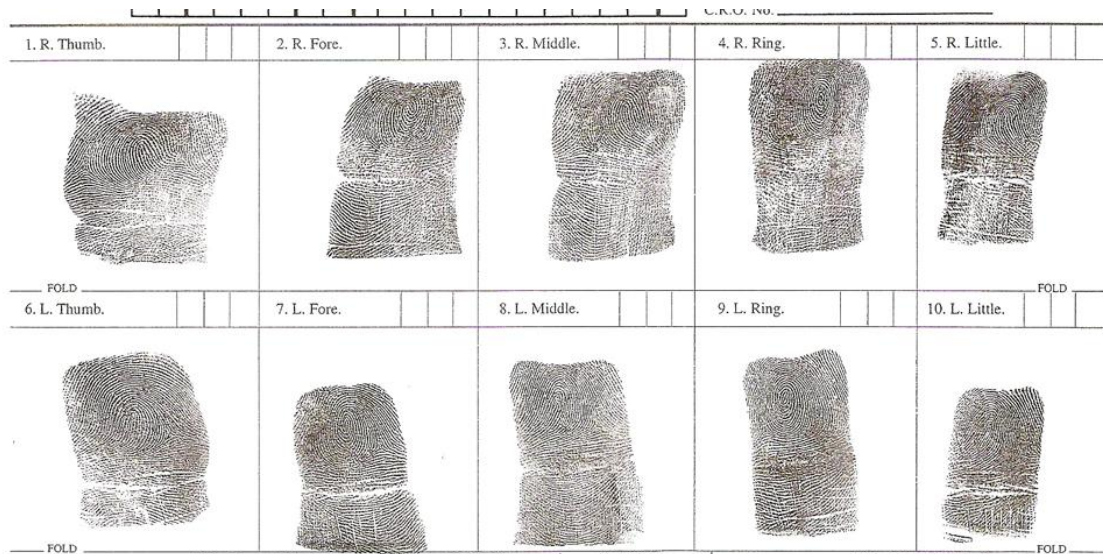 C.R.O. No.
1. R. Thumb. 2. R. Fore. 3. R. Middle. 4. R. Ring. 5. R. Little.
FOLD FOLD
6. L. Thumb. 7. L. Fore. 8. L. Middle. 9. L. Ring. 10. L. Little.
FOLD FOLD